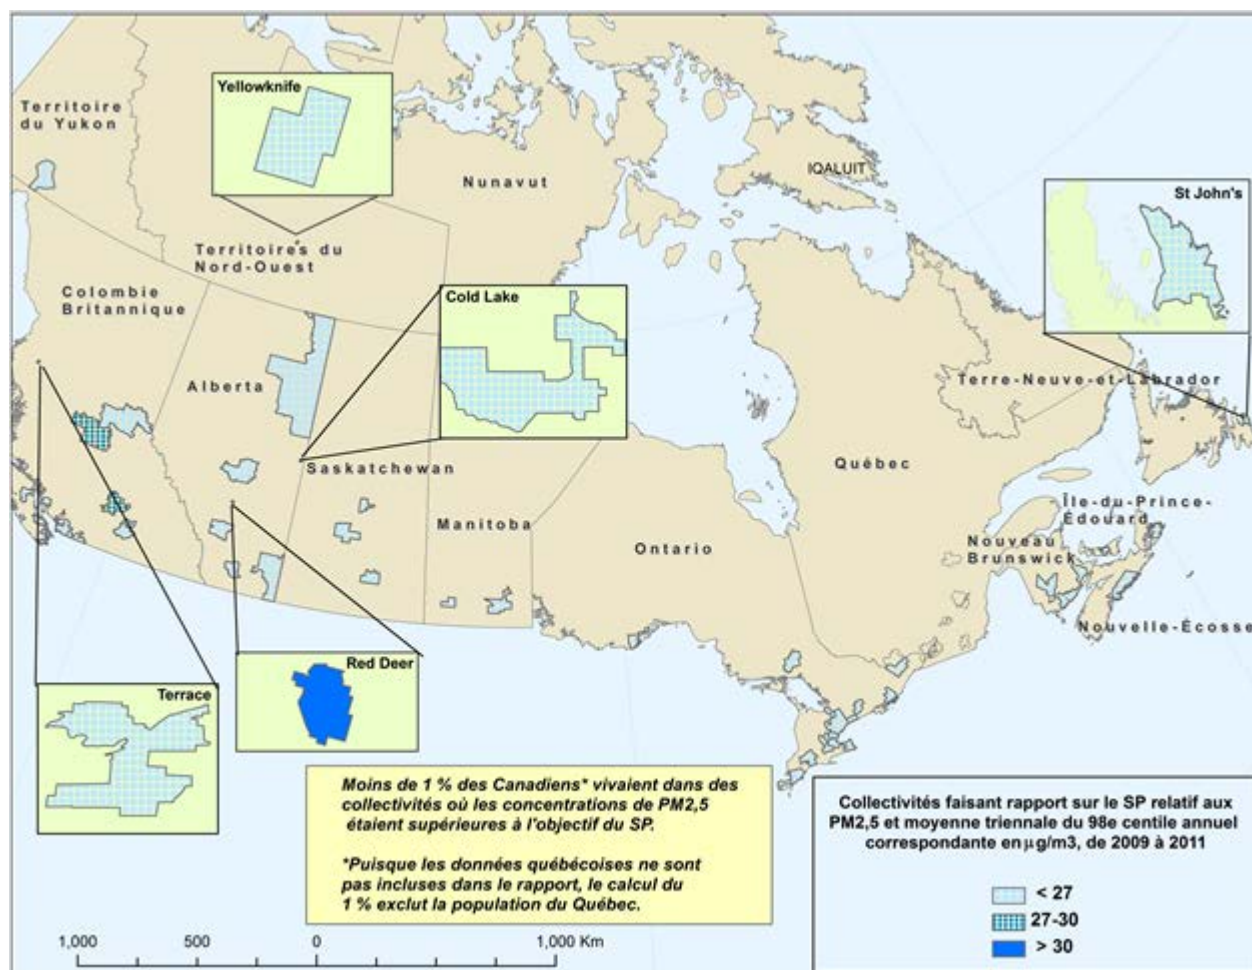 Yellowknife
Territoire
du Yukon
Nunavut
IQALUIT
St John's
Territoires du
Nord-Ouest
Colombie
Britannique
Cold Lake
Alberta
Terre-Neuve-et-Labrador
Saskatchewan
Québec
Manitoba
Ontario
Île-du-Prince-
Édouard
Nouveau
Brunswick
Nouvelle-Écosse
Red Deer
Terrace
Moins de 1 % des Canadiens* vivaient dans des
collectivités où les concentrations de PM2,5
étaient supérieures à l'objectif du SP.
*Puisque les données québécoises ne sont
pas incluses dans le rapport, le calcul du
1 % exclut la population du Québec.
Collectivités faisant rapport sur le SP relatif aux
PM2,5 et moyenne triennale du 98e centile annuel
correspondante en µg/m3, de 2009 à 2011
< 27
27-30
> 30
1,000 500 0 1,000 Km